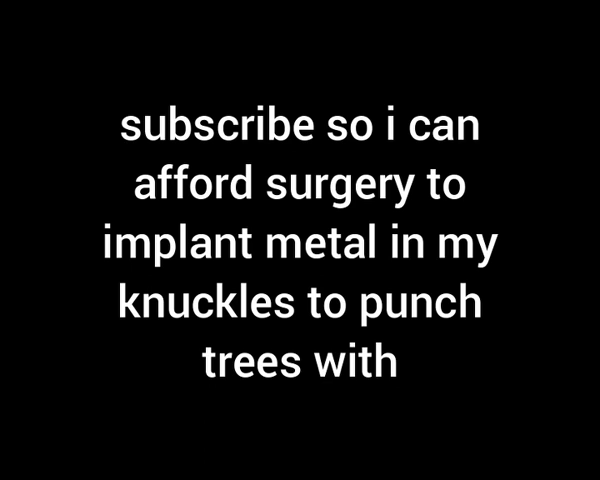 subscribe so i can
afford surgery to
implant metal in my
knuckles to punch
trees with